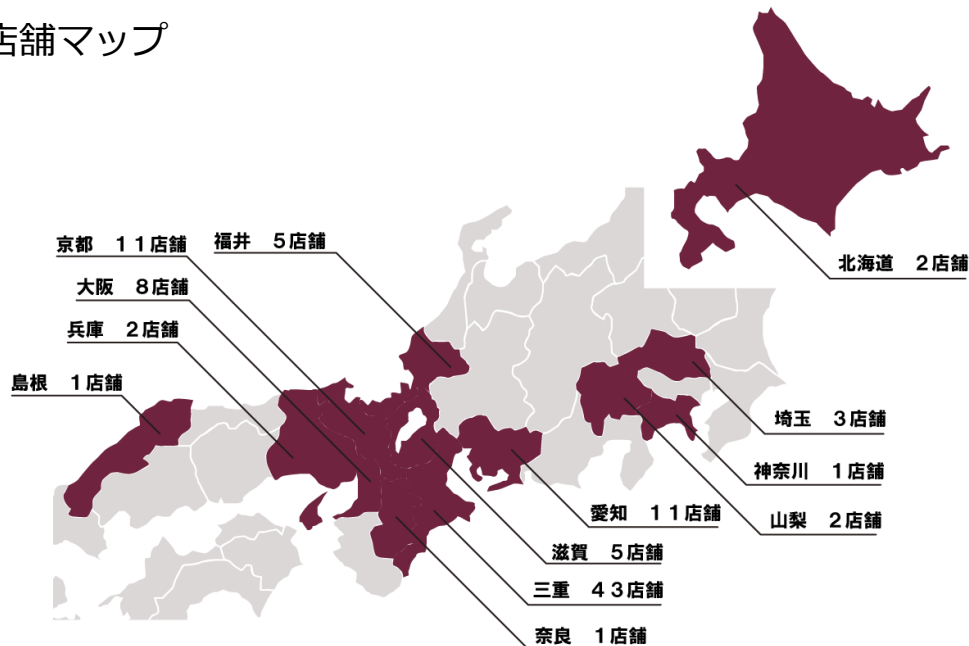 店舗マップ
京都　１１店舗
福井　５店舗
大阪　８店舗
兵庫　２店舗
島根　１店舗
北海道　２店舗
埼玉　３店舗
神奈川　１店舗
山梨　２店舗
愛知　１１店舗
滋賀　５店舗
三重　４３店舗
奈良　１店舗